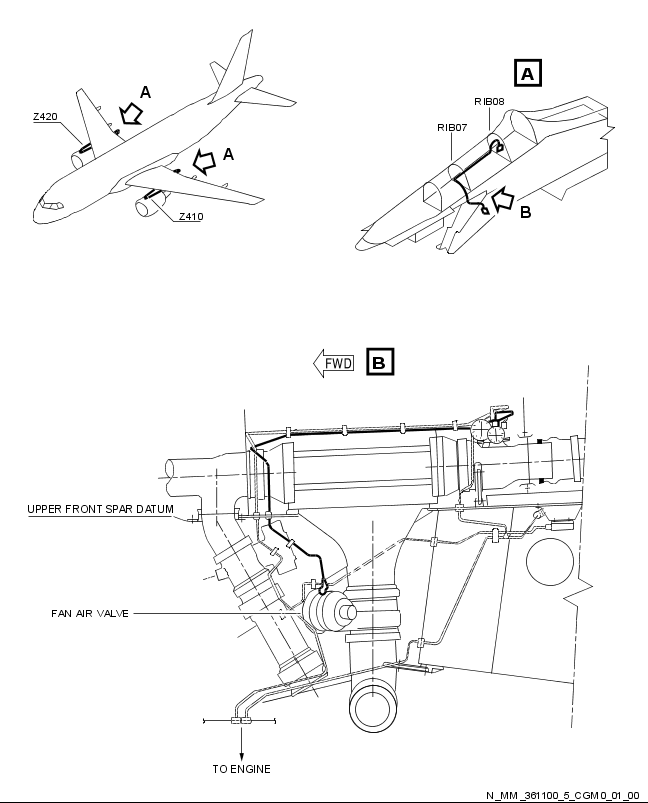 A
Z420
A
Z410
A
RIB08
RIB07
B
FWD
B
UPPER FRONT SPAR DATUM
FAN AIR VALVE
TO ENGINE
N_MM_361100_5_CGM0_01_00